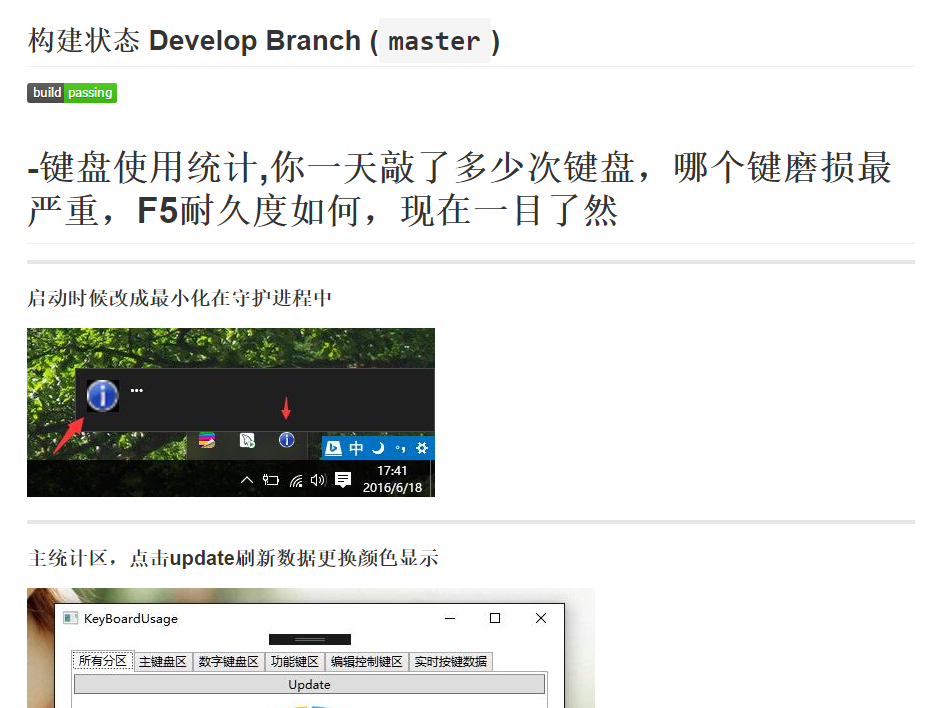 构建状态 Develop Branch ( master )
build passing
-键盘使用统计,你一天敲了多少次键盘，哪个键磨损最
严重，F5耐久度如何，现在一目了然
启动时候改成最小化在守护进程中
...
中
17:41
2016/6/18
主统计区，点击update刷新数据更换颜色显示
KeyBoardUsage
所有分区 主键盘区 数字键盘区 功能键区 编辑控制键区 实时按键数据
Update